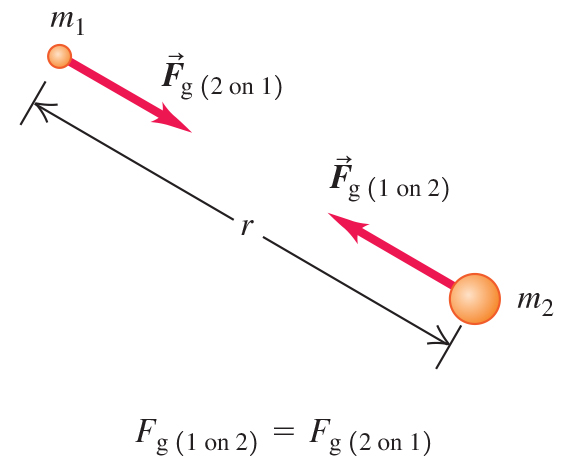 m₁
F⃗g (2 on 1)
F⃗g (1 on 2)
r
m₂
Fg (1 on 2) = Fg (2 on 1)